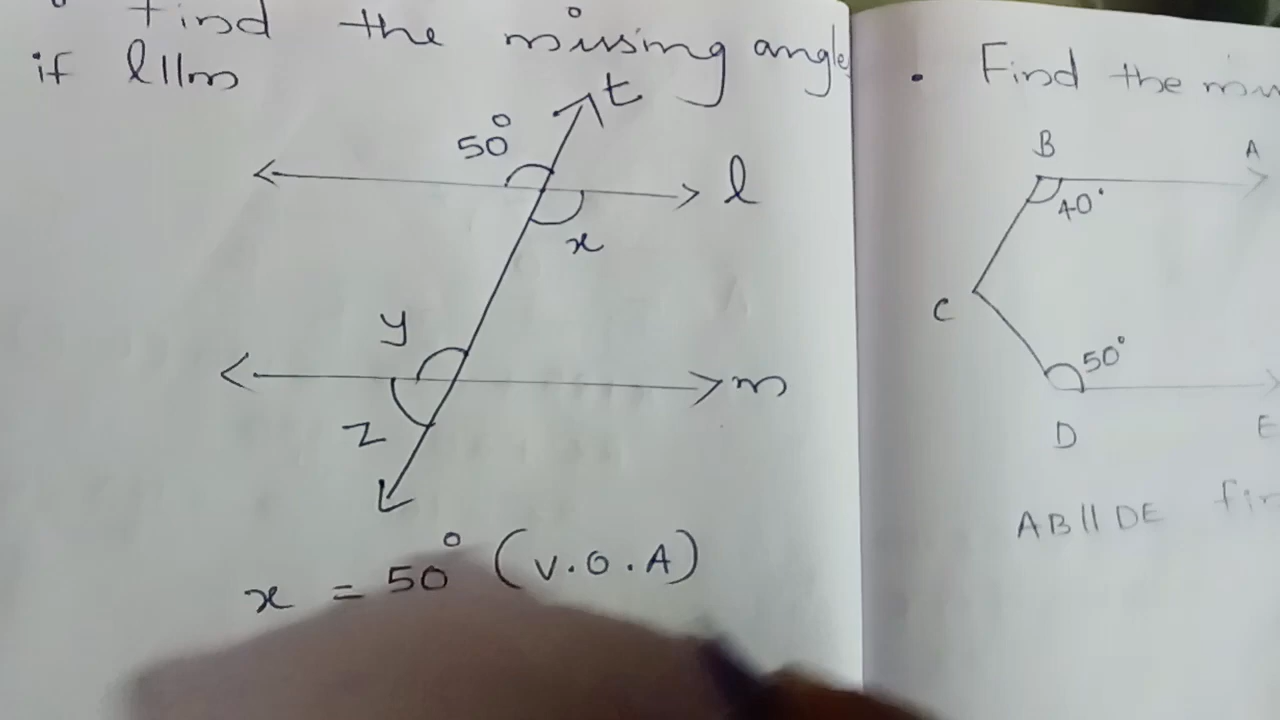 Find the missing angle
if l||m
t
50°
l
x
y
m
z
x = 50° (V.O.A)
. Find the
B
A
40°
C
50°
D
E
AB||DE